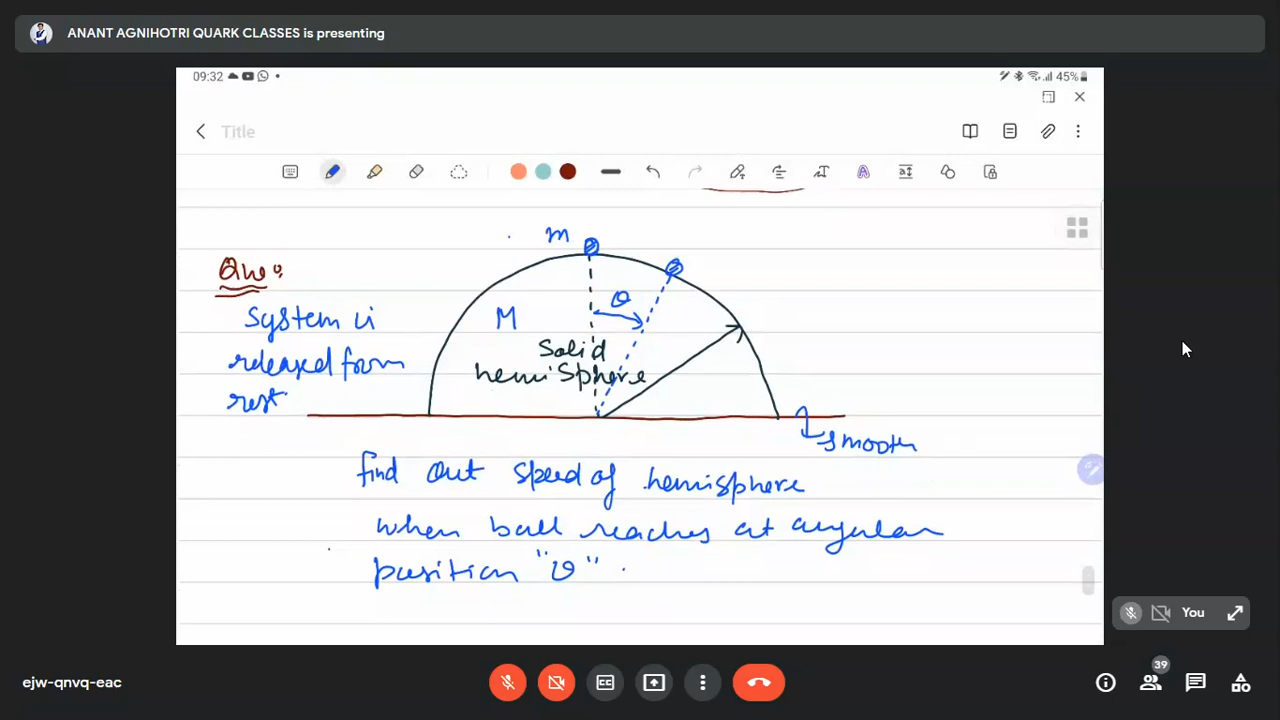 ANANT AGNIHOTRI QUARK CLASSES is presenting
09:32
45%
Title
Que:
m
θ
System is
M
released from
Solid
hemisphere
rest
smooth
find out speed of hemisphere
when ball reaches at angular
position "θ".
You
ejw-qnvq-eac
CC
39